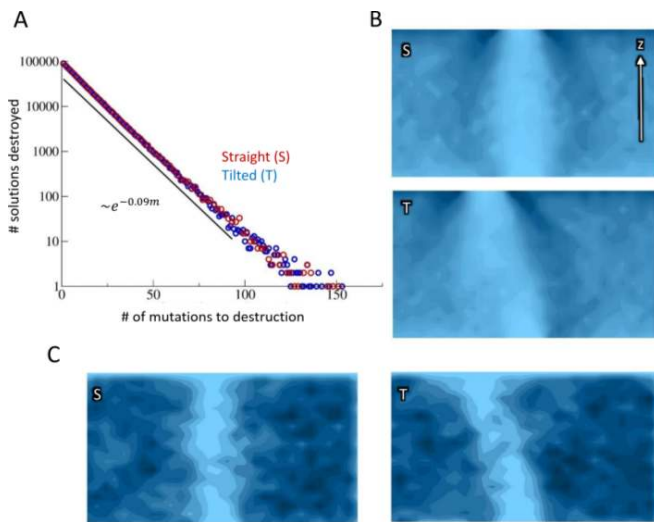 A
B
100000
10000
1000
100
10
1
# solutions destroyed
Straight (S)
Tilted (T)
~e^{-0.09m}
0
50
100
150
# of mutations to destruction
S
z
T
C
S
T